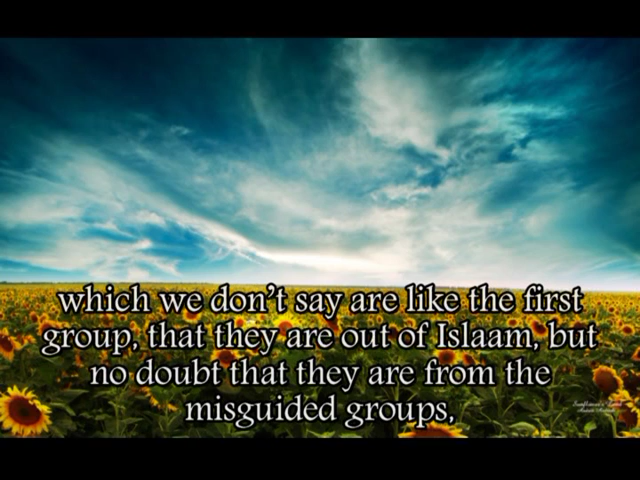 which we don't say are like the first
group, that they are out of Islaam, but
no doubt that they are from the
misguided groups,